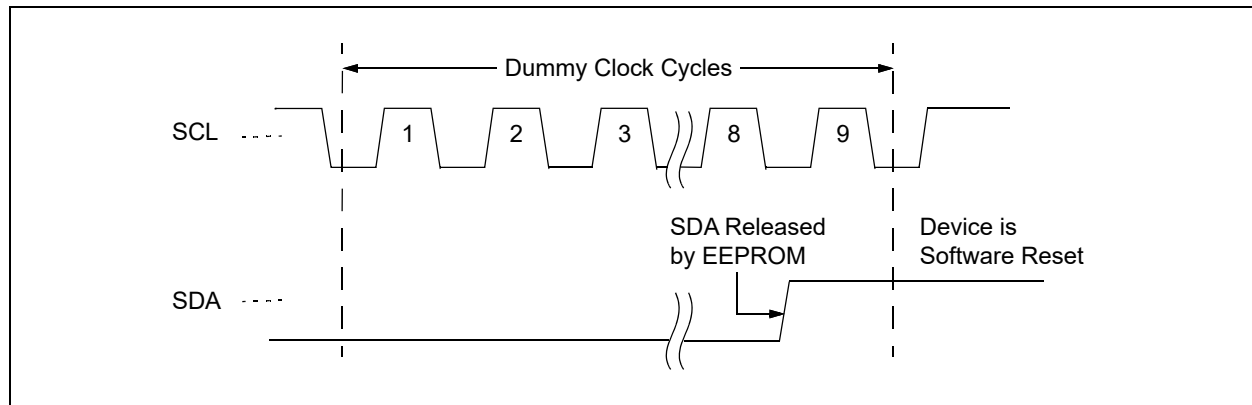 Dummy Clock Cycles
SCL
1 2 3 8 9
SDA Released
by EEPROM
Device is
Software Reset
SDA